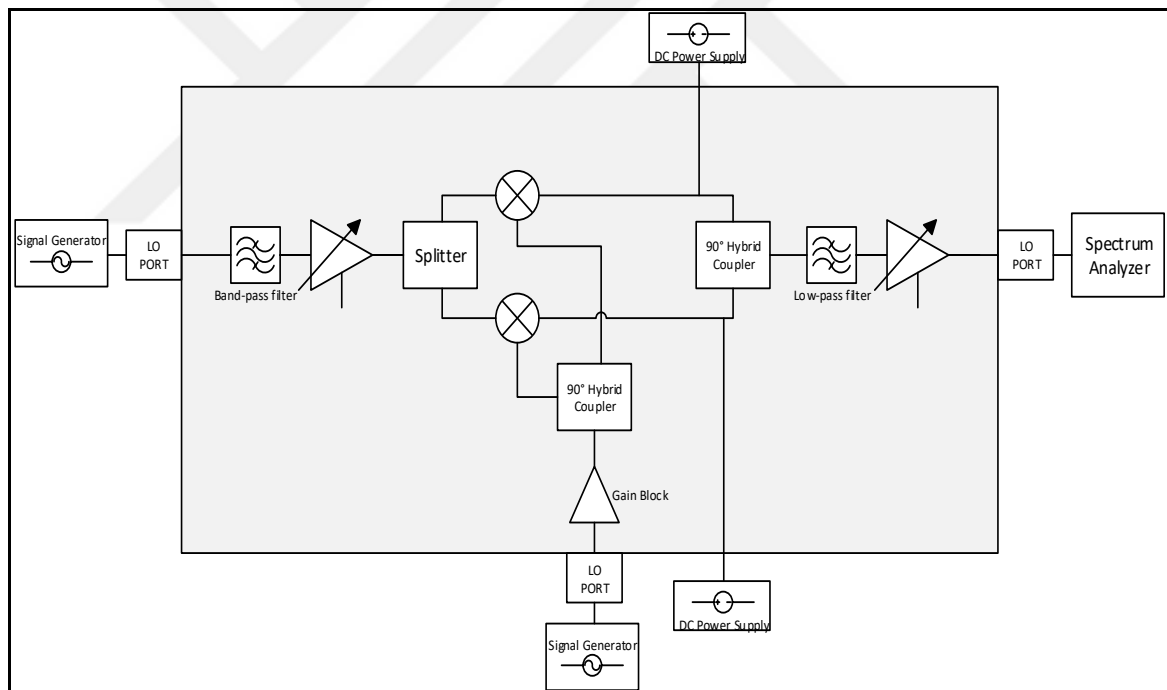 DC Power Supply
Signal Generator
LO
PORT
Band-pass filter
Splitter
90° Hybrid
Coupler
90° Hybrid
Coupler
Low-pass filter
LO
PORT
Spectrum
Analyzer
Gain Block
LO
PORT
DC Power Supply
Signal Generator